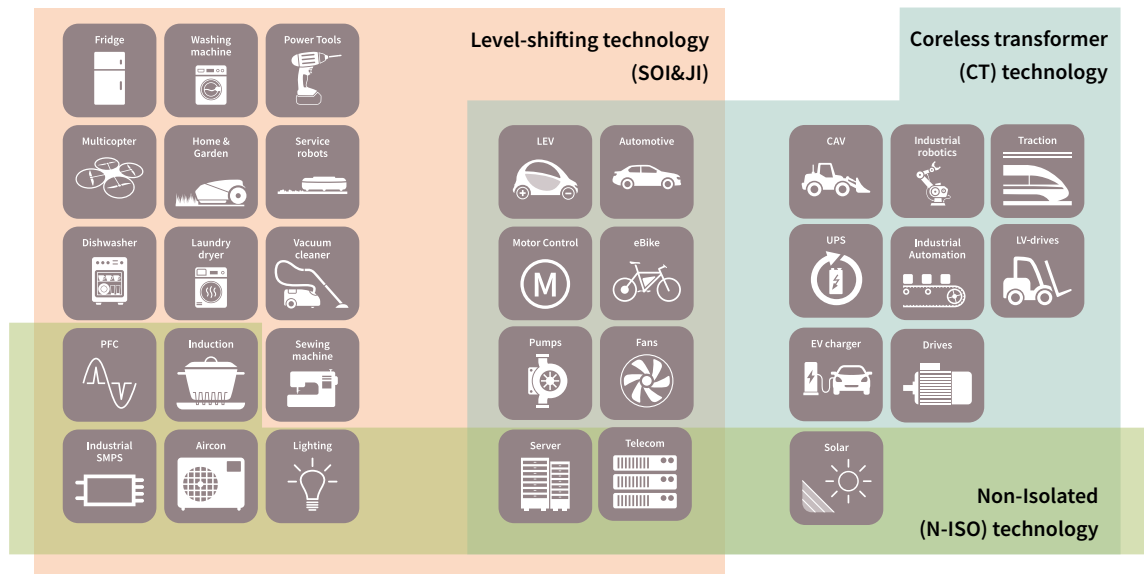 Fridge
Washing
machine
Power Tools
Level-shifting technology
(SOI&JI)
Coreless transformer
(CT) technology
Multicopter
Home &
Garden
Service
robots
LEV
Automotive
CAV
Industrial
robotics
Traction
Dishwasher
Laundry
dryer
Vacuum
cleaner
Motor Control
M
eBike
UPS
Industrial
Automation
LV-drives
PFC
Induction
Sewing
machine
Pumps
Fans
EV charger
Drives
Industrial
SMPS
Aircon
Lighting
Server
Telecom
Solar
Non-Isolated
(N-ISO) technology